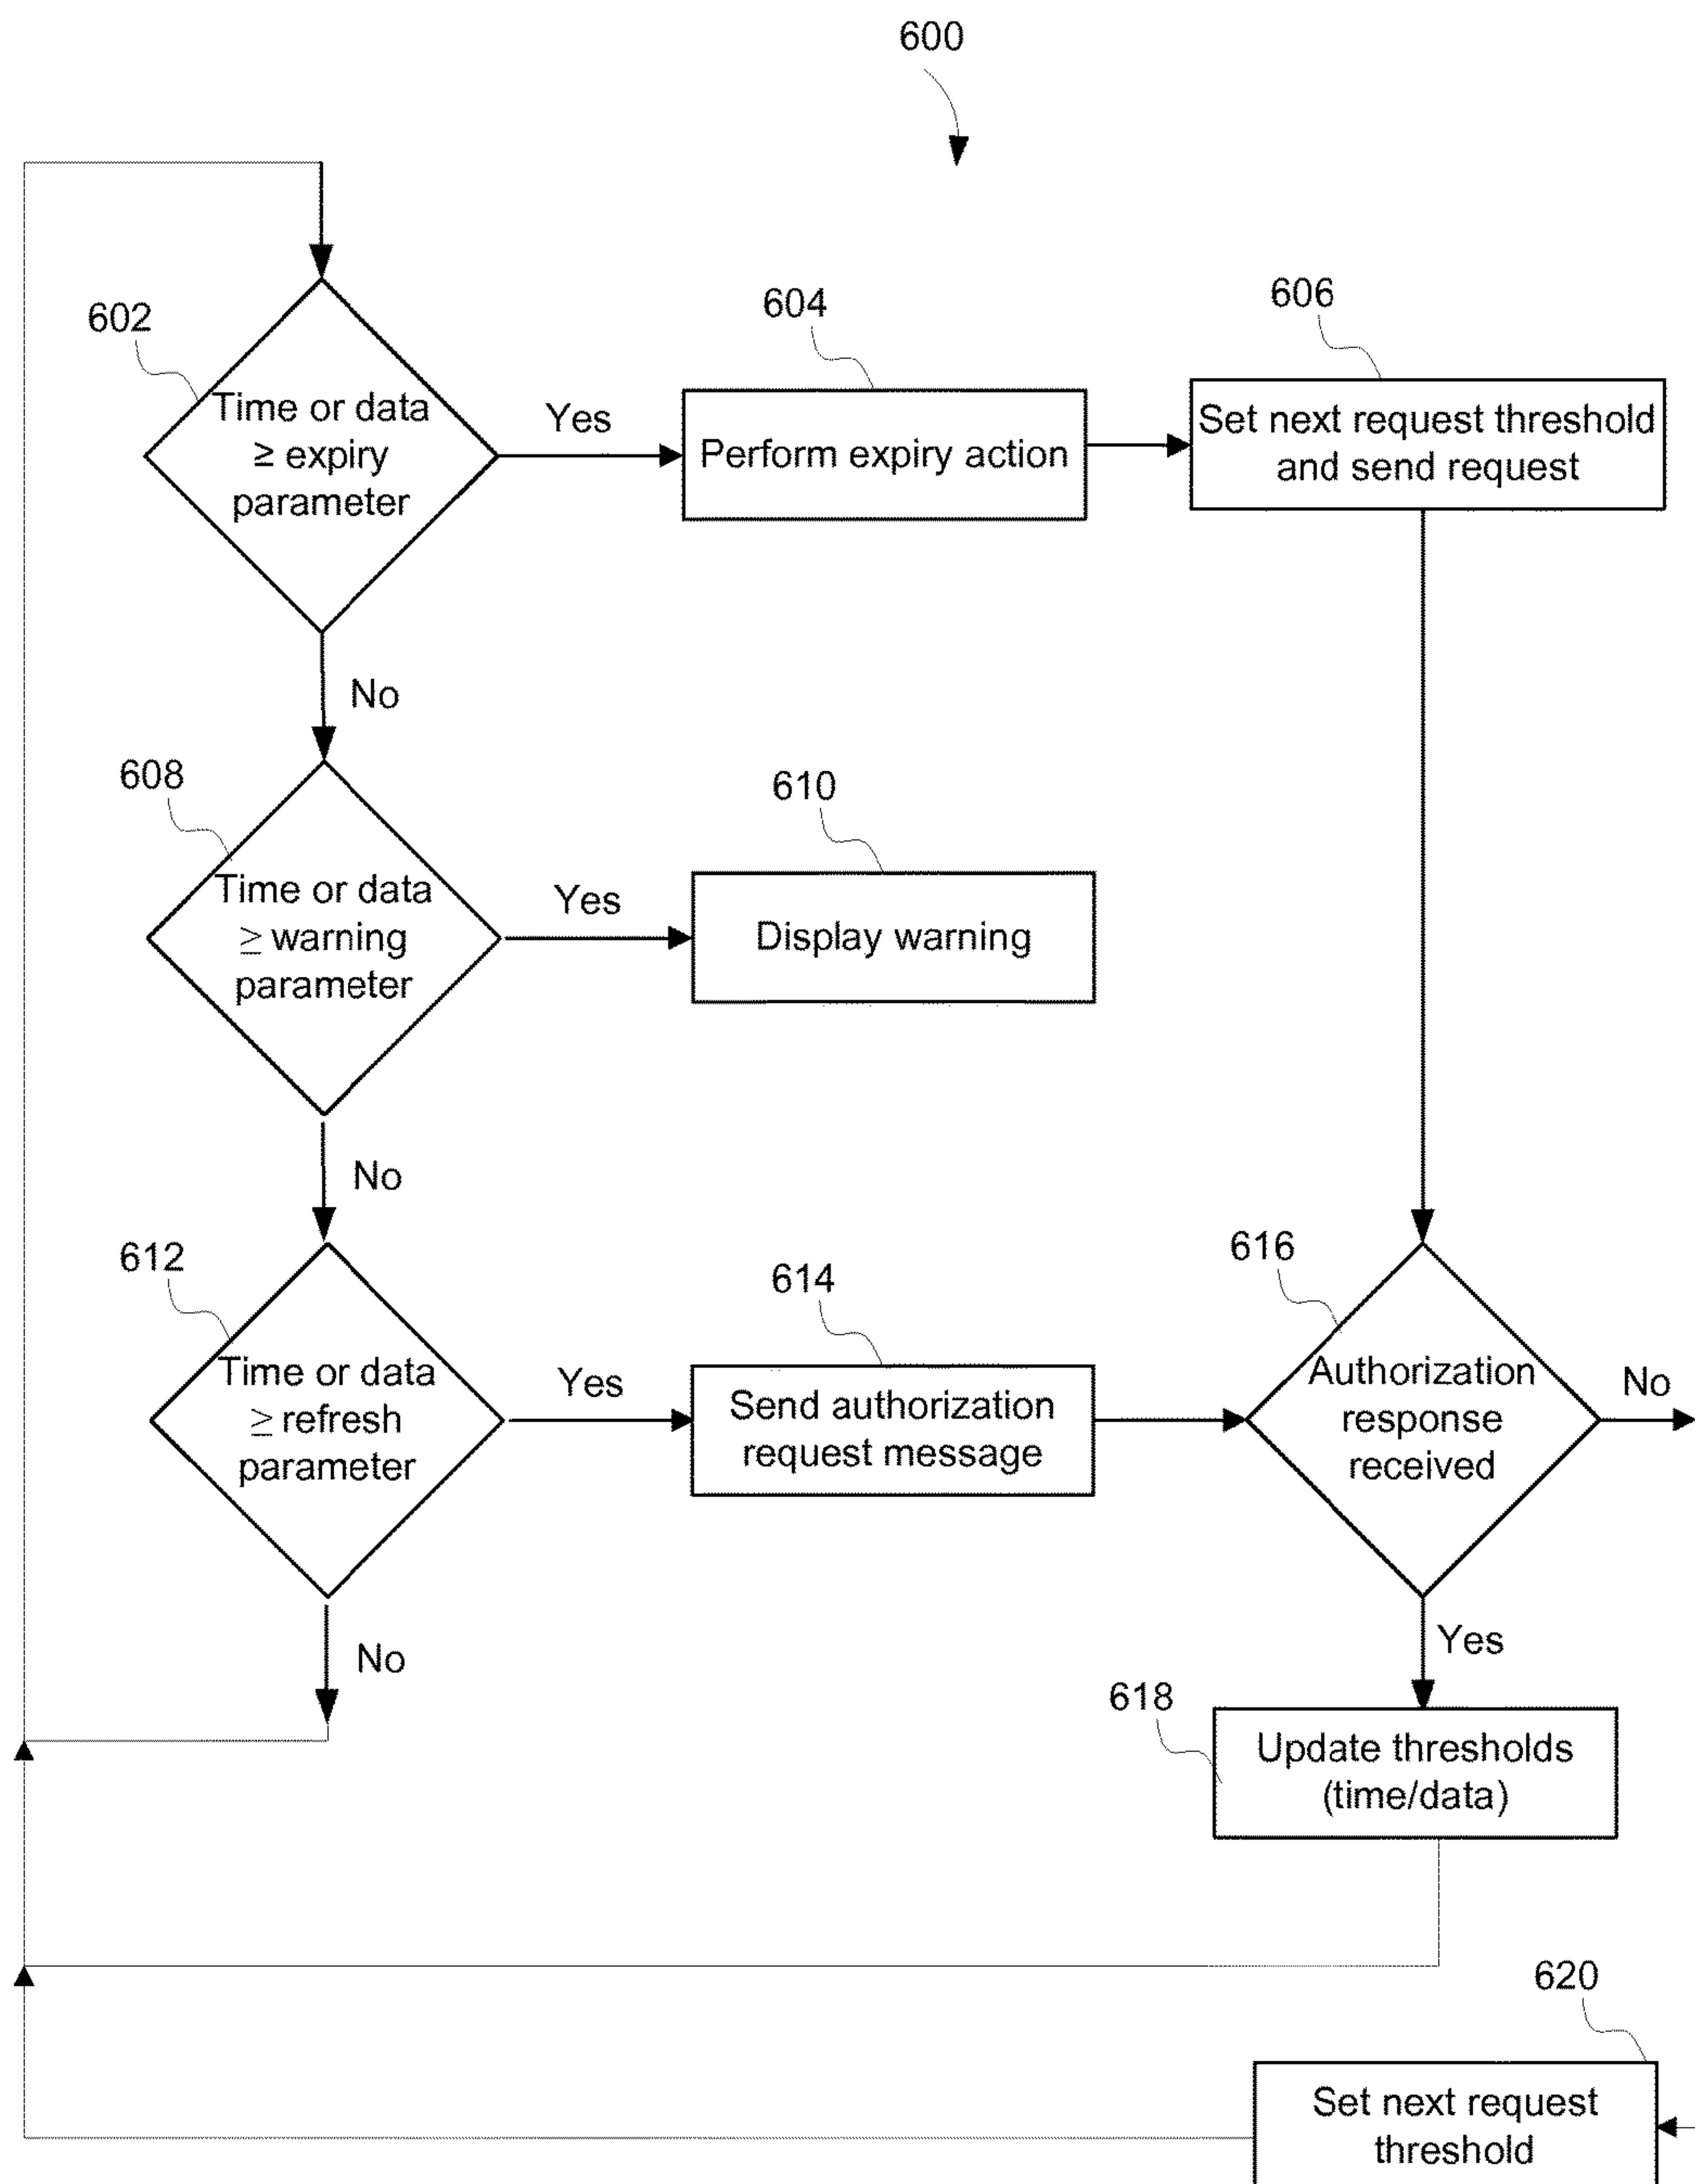 600
602
Time or data
≥ expiry
parameter
Yes
604
Perform expiry action
606
Set next request threshold
and send request
No
608
Time or data
≥ warning
parameter
Yes
610
Display warning
No
612
Time or data
≥ refresh
parameter
Yes
614
Send authorization
request message
616
Authorization
response
received
No
No
Yes
618
Update thresholds
(time/data)
620
Set next request
threshold